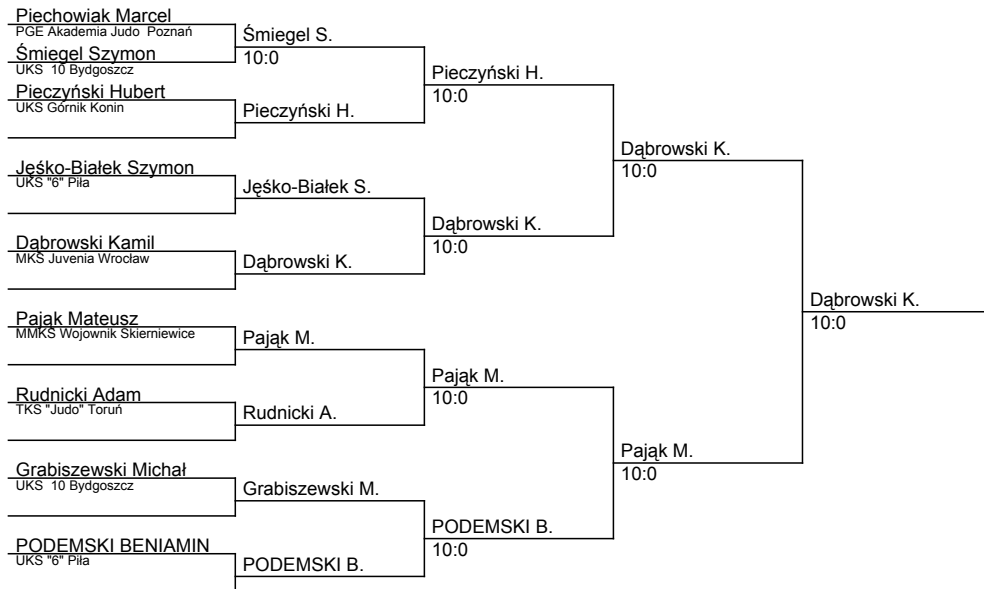 Piechowiak Marcel
PGE Akademia Judo  Poznań
Śmiegel Szymon
UKS  10 Bydgoszcz
Pieczyński Hubert
UKS Górnik Konin
Jęśko-Białek Szymon
UKS "6" Piła
Dąbrowski Kamil
MKS Juvenia Wrocław
Pająk Mateusz
MMKS Wojownik Skierniewice
Rudnicki Adam
TKS "Judo" Toruń
Grabiszewski Michał
UKS  10 Bydgoszcz
PODEMSKI BENIAMIN
UKS "6" Piła
Śmiegel S.
10:0
Pieczyński H.
Jęśko-Białek S.
Dąbrowski K.
Pająk M.
Rudnicki A.
Grabiszewski M.
PODEMSKI B.
Pieczyński H.
10:0
Dąbrowski K.
10:0
Pająk M.
10:0
PODEMSKI B.
10:0
Dąbrowski K.
10:0
Pająk M.
10:0
Dąbrowski K.
10:0